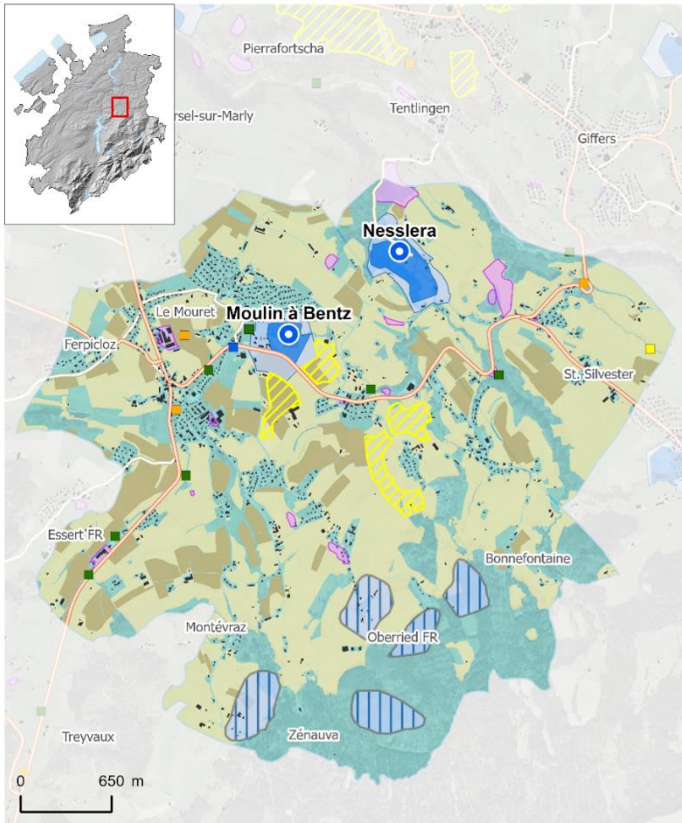 Pierrafortscha
Tentlingen
rsel-sur-Marly
Giffers
Nesslera
Le Mouret
Moulin à Bentz
Ferpicloz
St. Silvester
Essert FR
Bonnefontaine
Montévraz
Oberried FR
Treyvaux
Zénauva
0 650 m